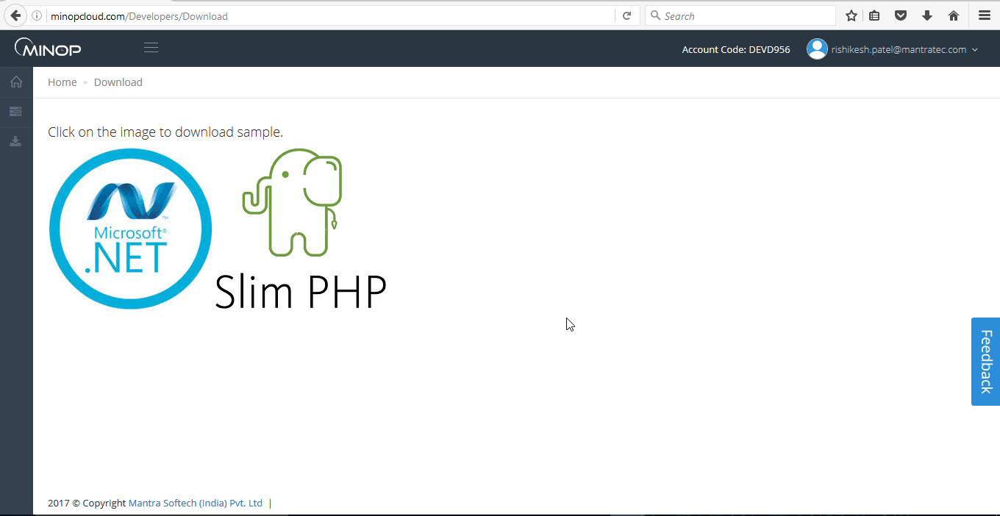 minopcloud.com/Developers/Download
Search
MINOP
Account Code: DEVD956
rishikesh.patel@mantratec.com
Home
Download
Click on the image to download sample.
Microsoft®
.NET
™
Slim PHP
Feedback
2017 © Copyright Mantra Softech (India) Pvt. Ltd |